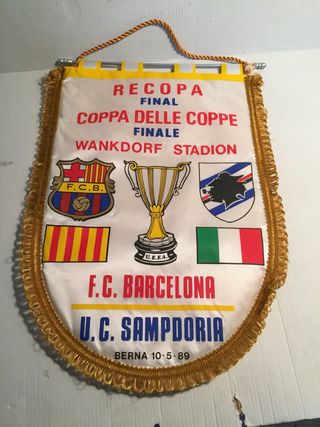 RECOPA
FINAL
COPPA DELLE COPPE
FINALE
WANKDORF STADION
F.C.B.
U.E.F.A.
F.C. BARCELONA
U.C. SAMPDORIA
BERNA 10·5·89